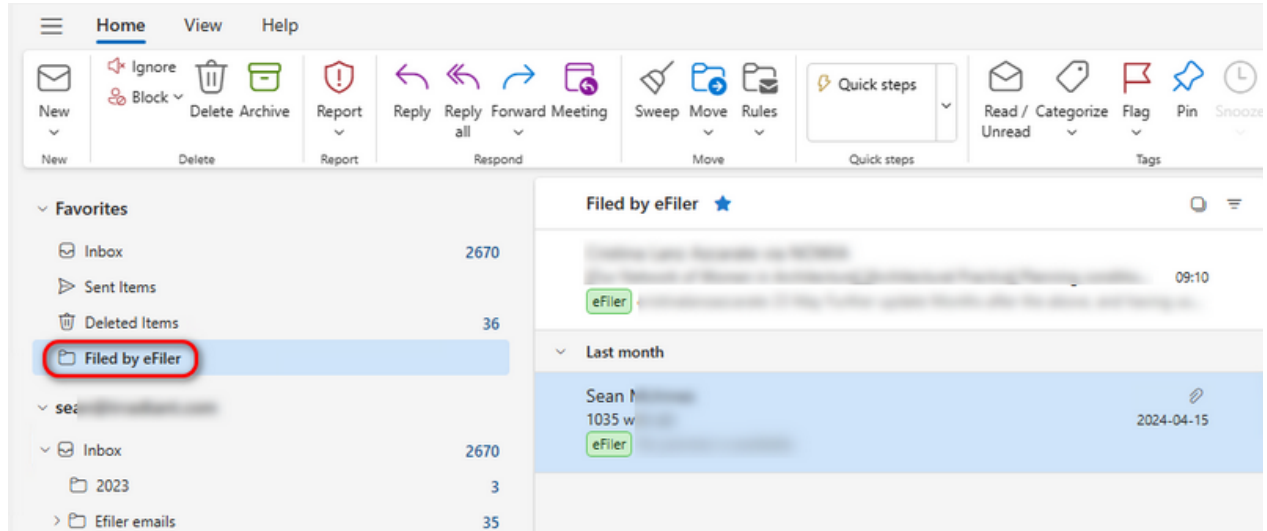 Home View Help
Ignore
Block
New
Delete Archive
Report
Reply
Reply all
Forward Meeting
Sweep
Move
Rules
Quick steps
Read / Unread
Categorize
Flag
Pin
Snooze
New
Delete
Report
Respond
Move
Quick steps
Tags
Favorites
Inbox 2670
Sent Items
Deleted Items 36
Filed by eFiler
sea
Inbox 2670
2023 3
Efiler emails 35
Filed by eFiler
09:10
eFiler
Last month
Sean
1035 w
2024-04-15
eFiler